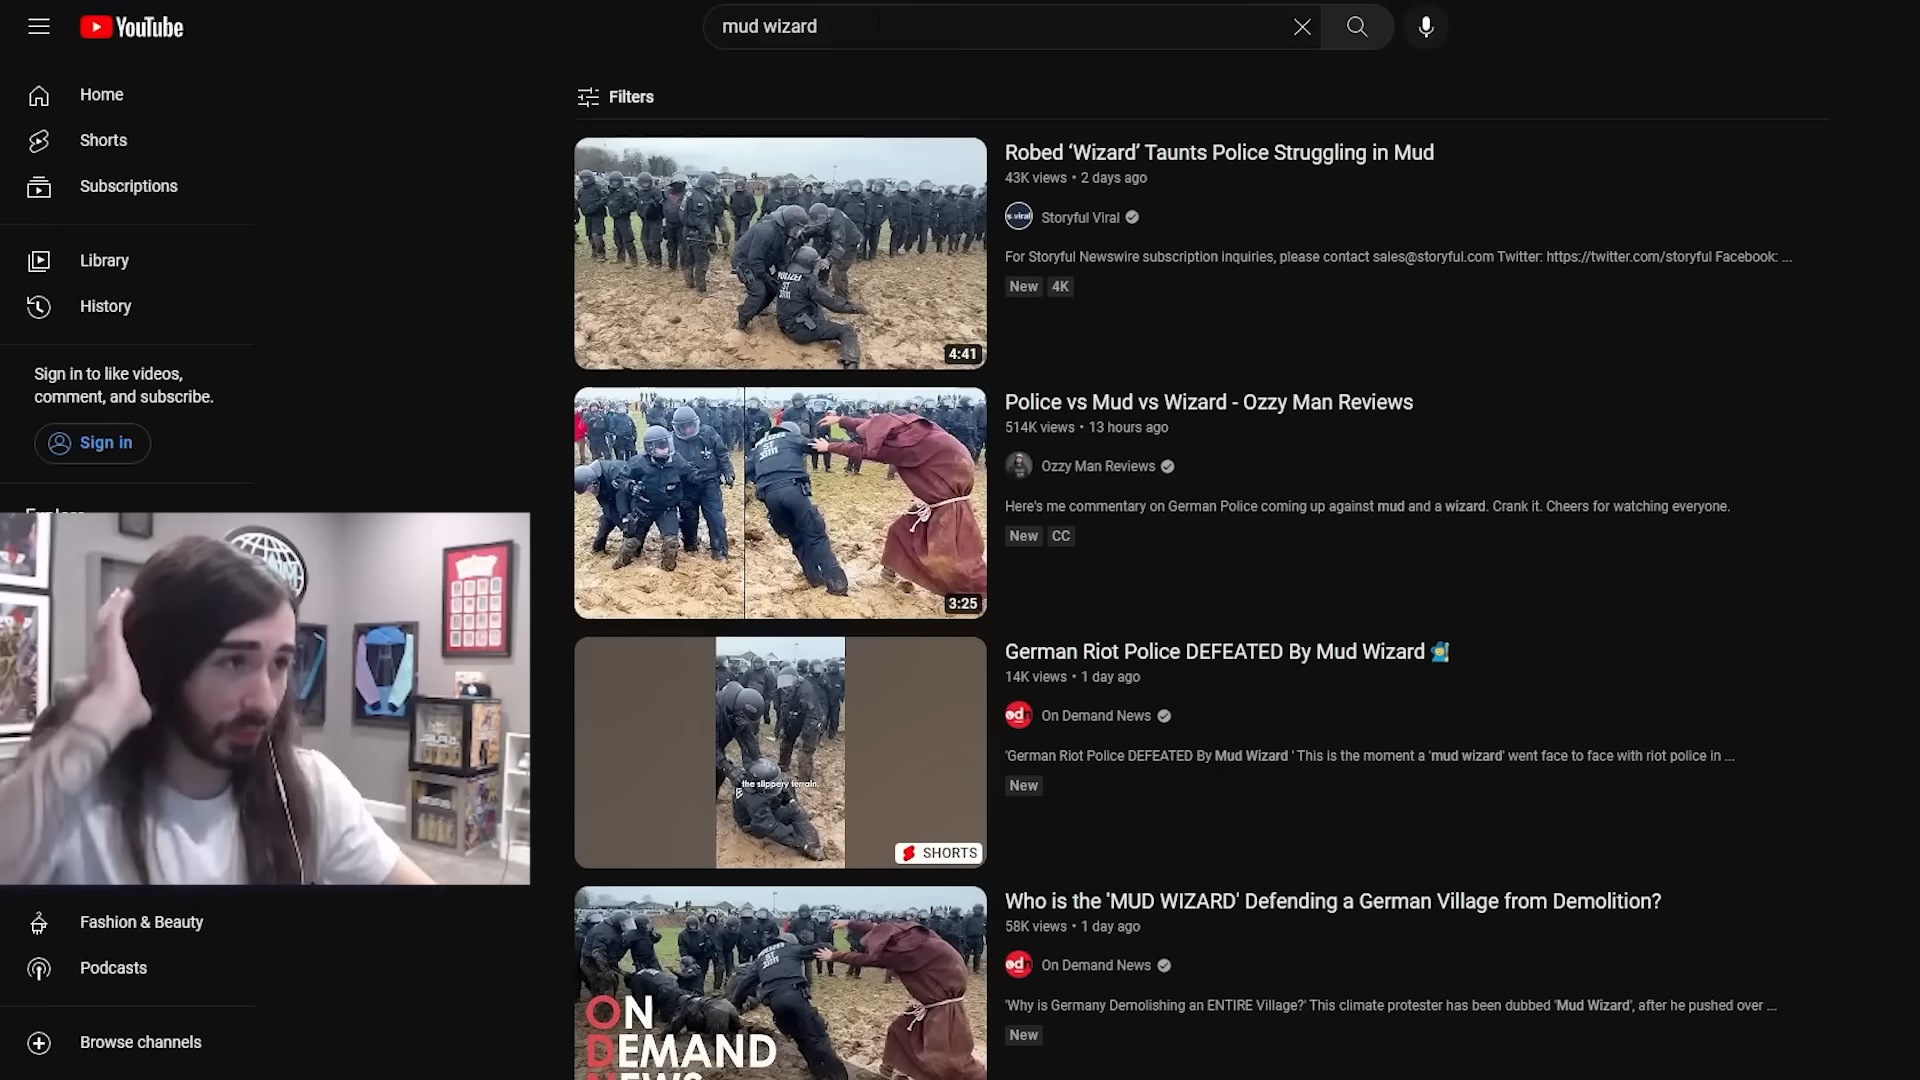 YouTube
mud wizard
Home
Shorts
Subscriptions
Library
History
Sign in to like videos,
comment, and subscribe.
Sign in
Fashion & Beauty
Podcasts
Browse channels
Filters
4:41
Robed ‘Wizard’ Taunts Police Struggling in Mud
43K views • 2 days ago
s.viral
Storyful Viral
For Storyful Newswire subscription inquiries, please contact sales@storyful.com Twitter: https://twitter.com/storyful Facebook: ...
New 4K
3:25
Police vs Mud vs Wizard - Ozzy Man Reviews
514K views • 13 hours ago
Ozzy Man Reviews
Here's me commentary on German Police coming up against mud and a wizard. Crank it. Cheers for watching everyone.
New CC
the slippery terrain,
SHORTS
German Riot Police DEFEATED By Mud Wizard
14K views • 1 day ago
odn
On Demand News
'German Riot Police DEFEATED By Mud Wizard ' This is the moment a 'mud wizard' went face to face with riot police in ...
New
ON
DEMAND
NEWS
Who is the 'MUD WIZARD' Defending a German Village from Demolition?
58K views • 1 day ago
odn
On Demand News
'Why is Germany Demolishing an ENTIRE Village?' This climate protester has been dubbed 'Mud Wizard', after he pushed over ...
New